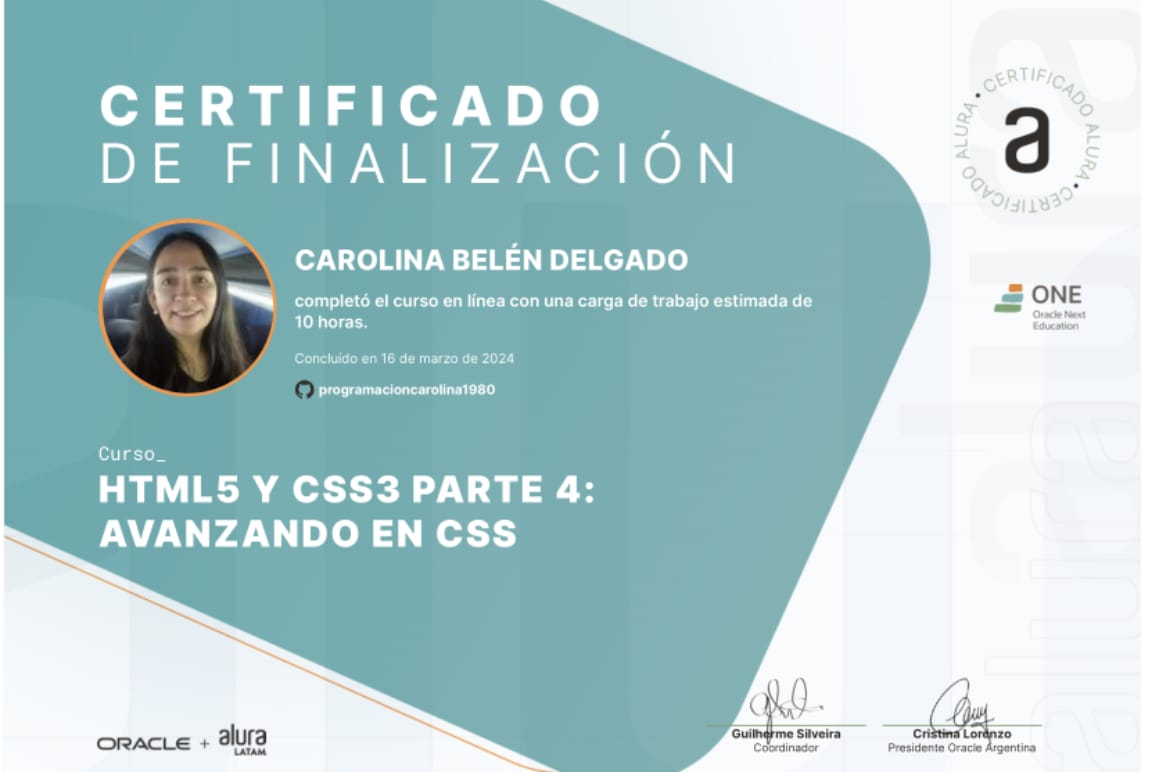 CERTIFICADO
DE FINALIZACIÓN
CERTIFICADO ALURA • CERTIFICADO ALURA •
a
CAROLINA BELÉN DELGADO
completó el curso en línea con una carga de trabajo estimada de
10 horas.
Concluído en 16 de marzo de 2024
programacioncarolina1980
ONE
Oracle Next
Education
Curso_
HTML5 Y CSS3 PARTE 4:
AVANZANDO EN CSS
alura
ORACLE + alura
LATAM
Guilherme Silveira
Coordinador
Cristina Lorenzo
Presidente Oracle Argentina